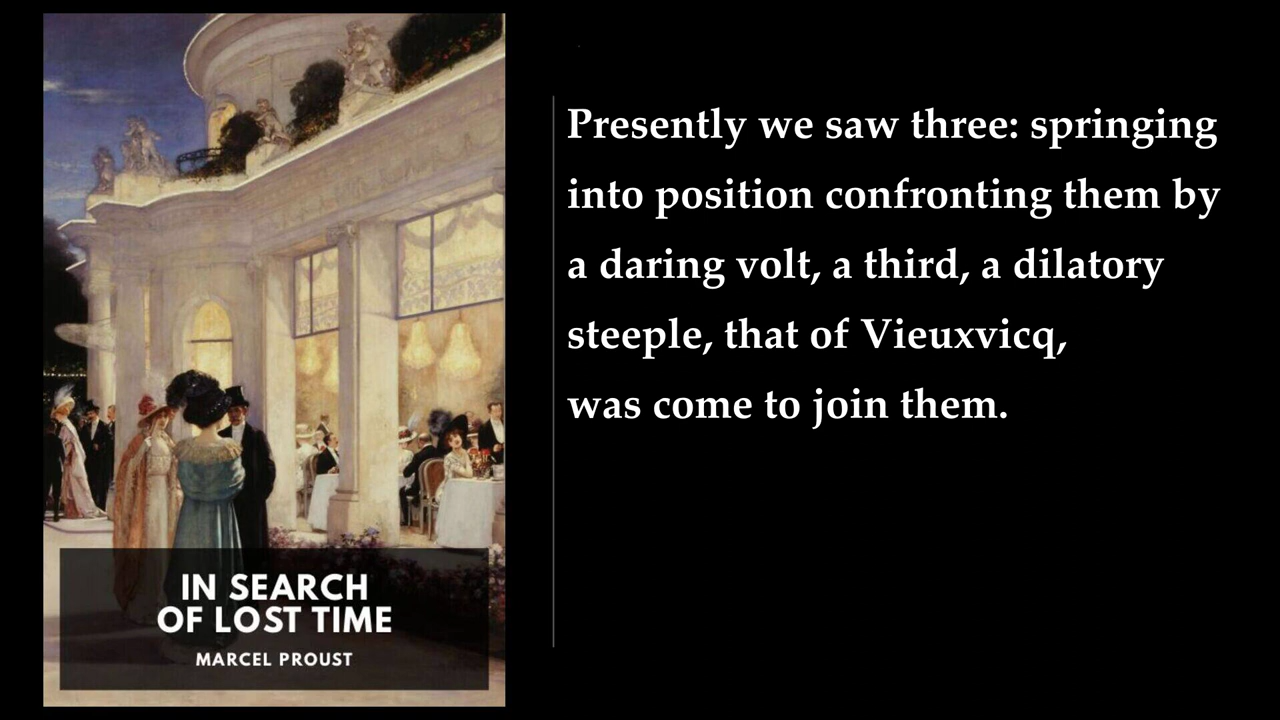 Presently we saw three: springing
into position confronting them by
a daring volt, a third, a dilatory
steeple, that of Vieuxvicq,
was come to join them.
IN SEARCH
OF LOST TIME
MARCEL PROUST